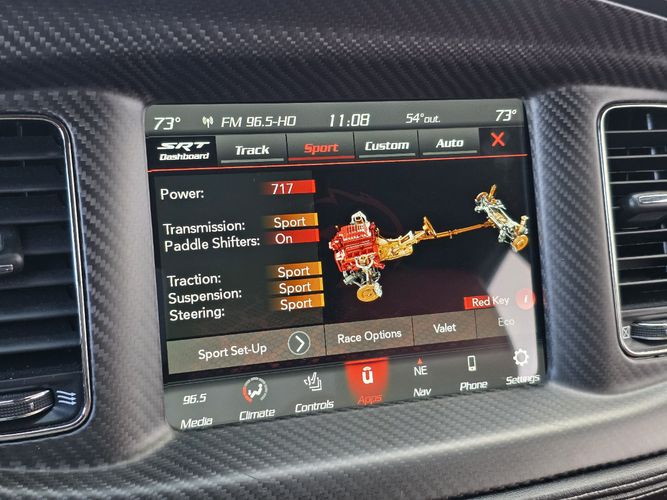 73° FM 96.5-HD 11:08 54°out. 73°
SRT Dashboard Track Sport Custom Auto X
Power: 717
Transmission: Sport
Paddle Shifters: On
Traction: Sport
Suspension: Sport
Steering: Sport
Red Key i
Sport Set-Up Race Options Valet Eco
96.5 NE
Media Climate Controls Apps Nav Phone Settings